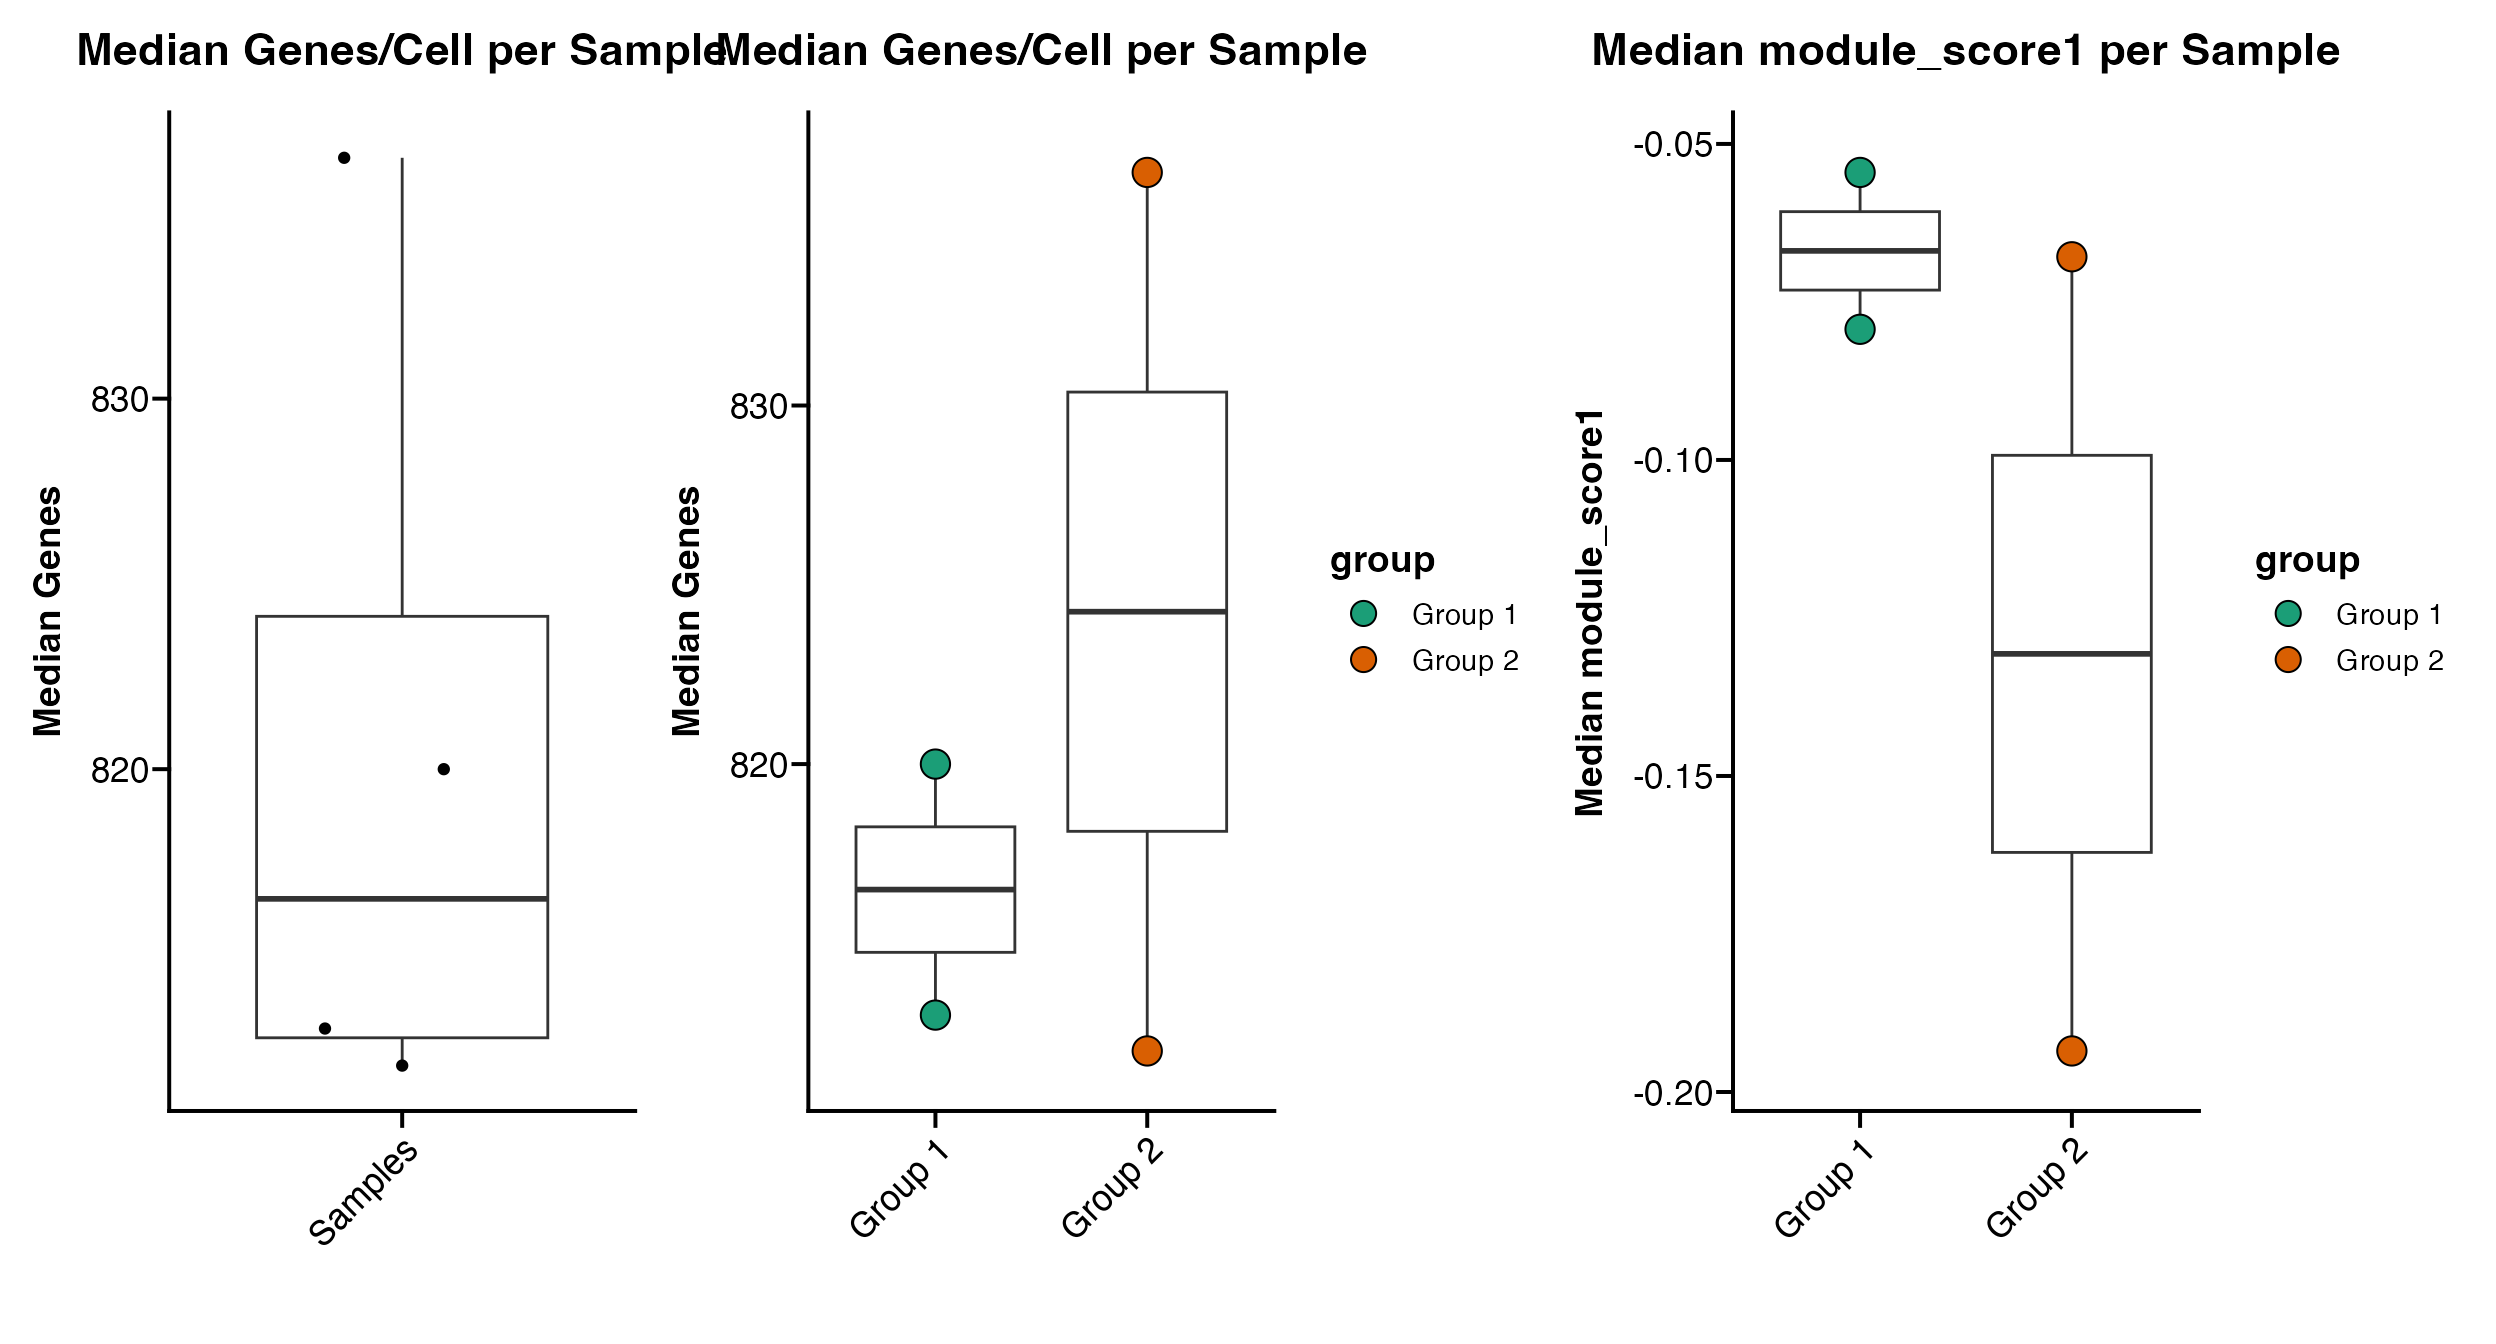 Median Genes/Cell per Sample
Median Genes
830
820
Samples
Median Genes/Cell per Sample
Median Genes
830
820
Group 1
Group 2
group
Group 1
Group 2
Median module_score1 per Sample
Median module_score1
-0.05
-0.10
-0.15
-0.20
Group 1
Group 2
group
Group 1
Group 2